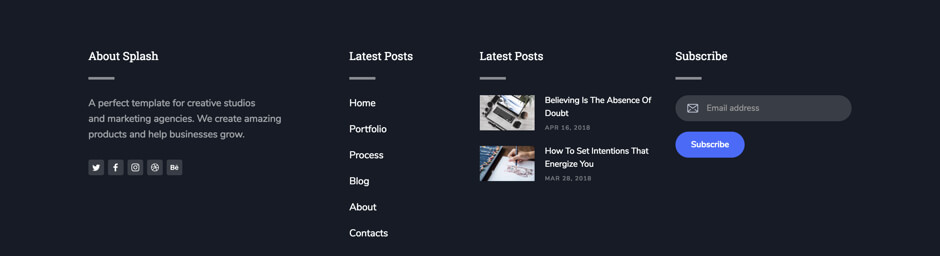 About Splash
A perfect template for creative studios
and marketing agencies. We create amazing
products and help businesses grow.
Bē
Latest Posts
Home
Portfolio
Process
Blog
About
Contacts
Latest Posts
Believing Is The Absence Of
Doubt
APR 16, 2018
How To Set Intentions That
Energize You
MAR 28, 2018
Subscribe
Email address
Subscribe